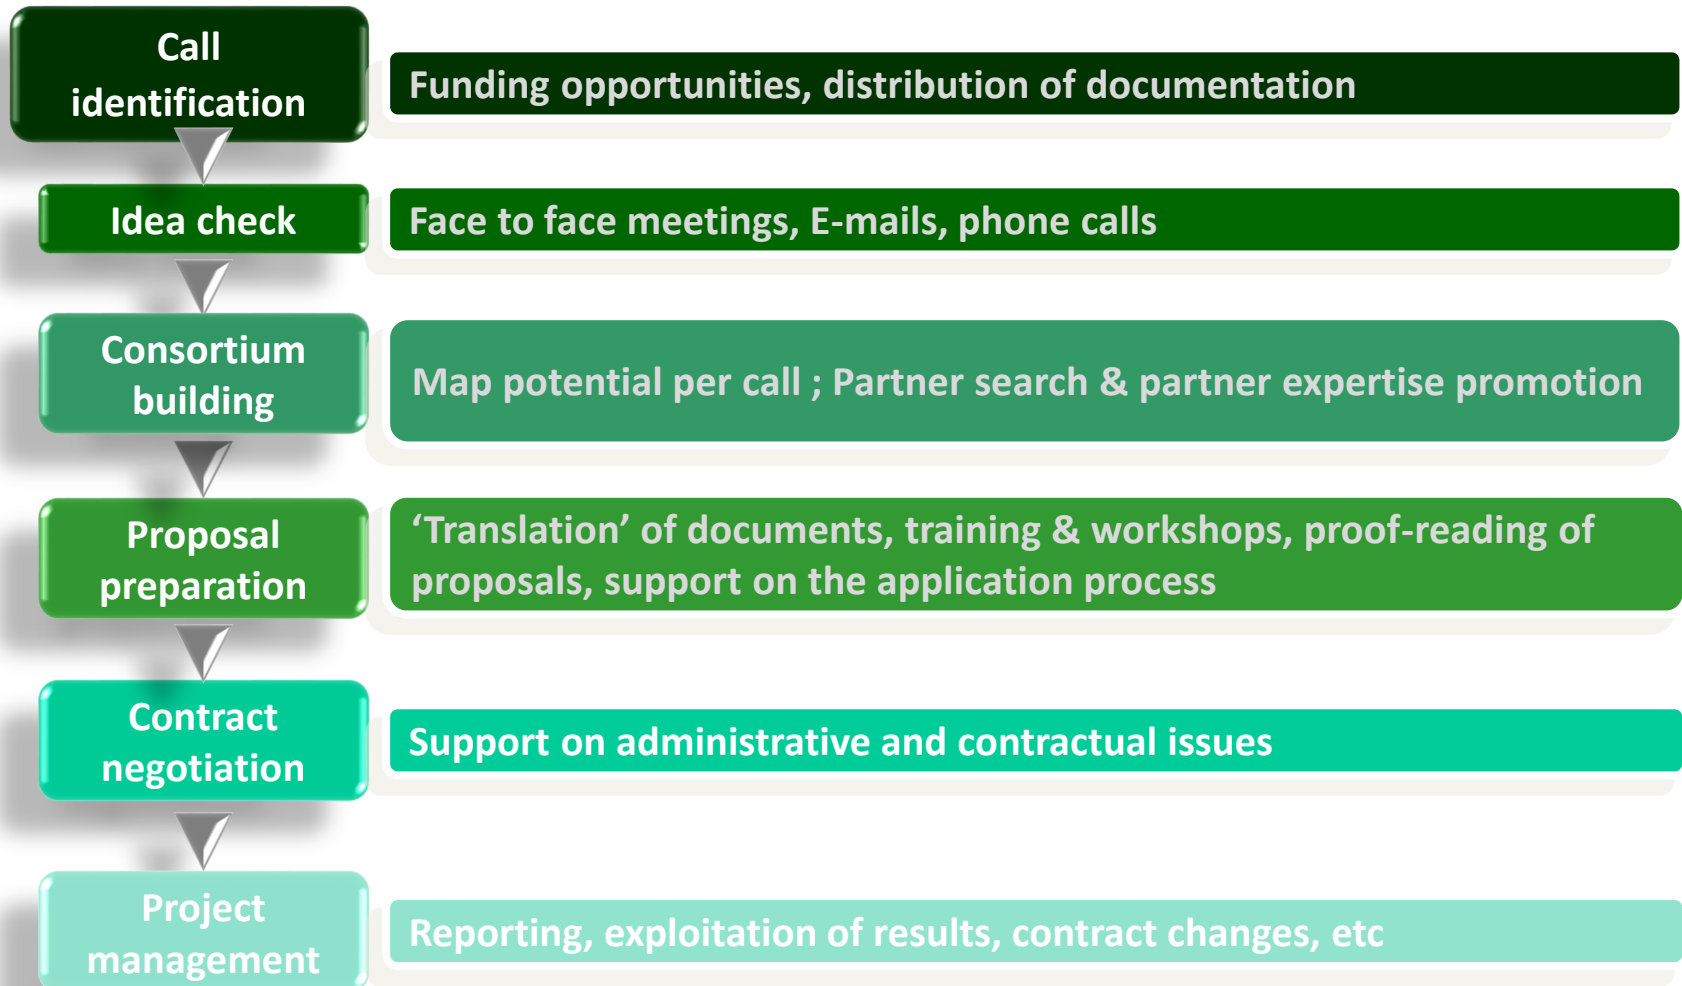 Call
identification
Funding opportunities, distribution of documentation
Idea check
Face to face meetings, E-mails, phone calls
Consortium
building
Map potential per call ; Partner search & partner expertise promotion
Proposal
preparation
‘Translation’ of documents, training & workshops, proof-reading of
proposals, support on the application process
Contract
negotiation
Support on administrative and contractual issues
Project
management
Reporting, exploitation of results, contract changes, etc